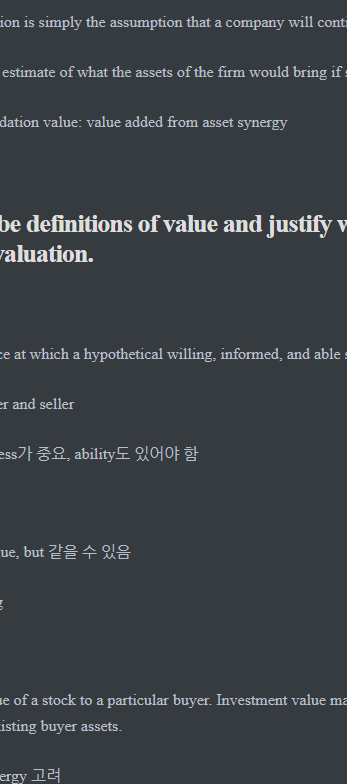 ion is simply the assumption that a company will cont
estimate of what the assets of the firm would bring if s
dation value: value added from asset synergy
be definitions of value and justify v
valuation.
ce at which a hypothetical willing, informed, and able s
er and seller
ess가 중요, ability도 있어야 함
ue, but 같을 수 있음
g
ue of a stock to a particular buyer. Investment value ma
xisting buyer assets.
ergy 고려